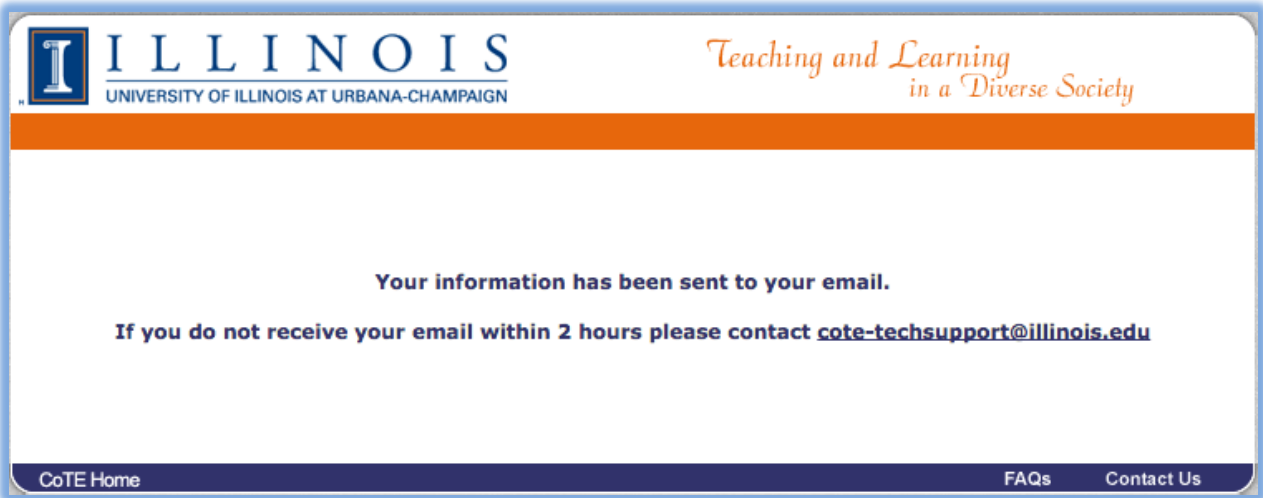 ILLINOIS
UNIVERSITY OF ILLINOIS AT URBANA-CHAMPAIGN
Teaching and Learning
in a Diverse Society
Your information has been sent to your email.
If you do not receive your email within 2 hours please contact cote-techsupport@illinois.edu
CoTE Home
FAQs
Contact Us